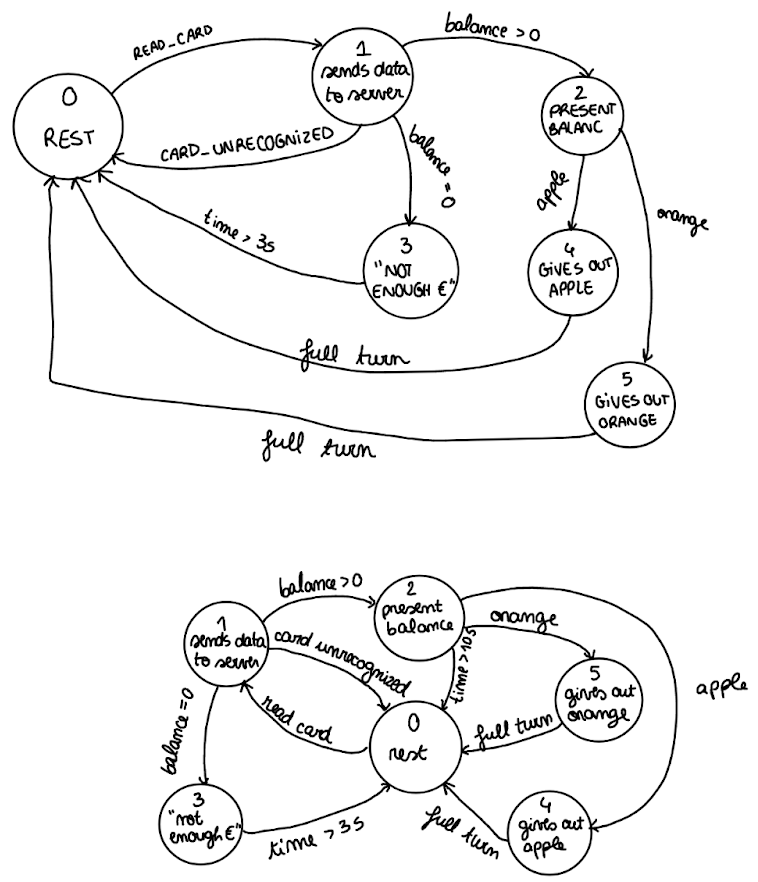 READ_CARD
balance > 0
0
REST
1
sends data
to server
2
PRESENT
BALANC
CARD_UNRECOGNIZED
balance = 0
apple
orange
time > 3s
3
"NOT
ENOUGH €"
4
GIVES OUT
APPLE
full turn
5
GIVES OUT
ORANGE
full turn
balance > 0
2
present
balance
1
sends data
to server
card unrecognized
orange
time > 10s
apple
5
gives out
orange
balance = 0
read card
0
rest
full turn
3
"not
enough €"
time > 3s
full turn
4
gives out
apple